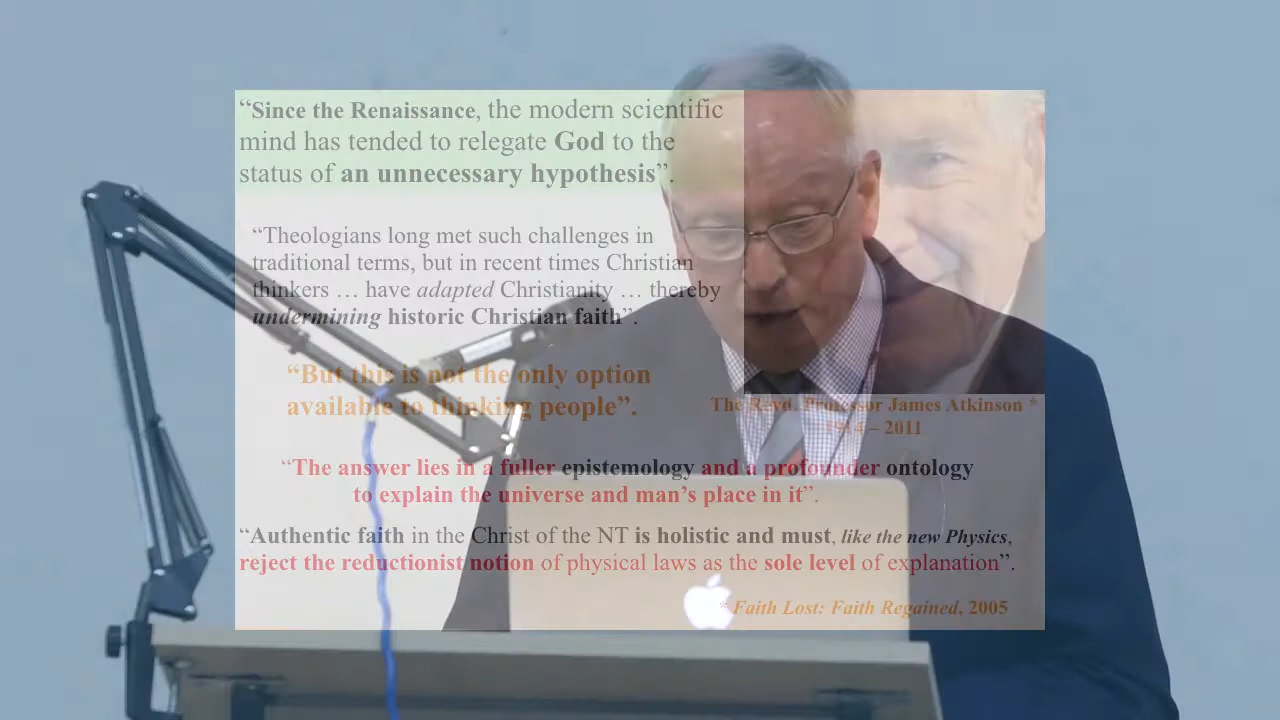 “Since the Renaissance, the modern scientific
mind has tended to relegate God to the
status of an unnecessary hypothesis”.
“Theologians long met such challenges in
traditional terms, but in recent times Christian
thinkers … have adapted Christianity … thereby
undermining historic Christian faith”.
“But this is not the only option
available to thinking people”.
The Revd. Professor James Atkinson *
1914 – 2011
“The answer lies in a fuller epistemology and a profounder ontology
to explain the universe and man’s place in it”.
“Authentic faith in the Christ of the NT is holistic and must, like the new Physics,
reject the reductionist notion of physical laws as the sole level of explanation”.
* Faith Lost: Faith Regained, 2005